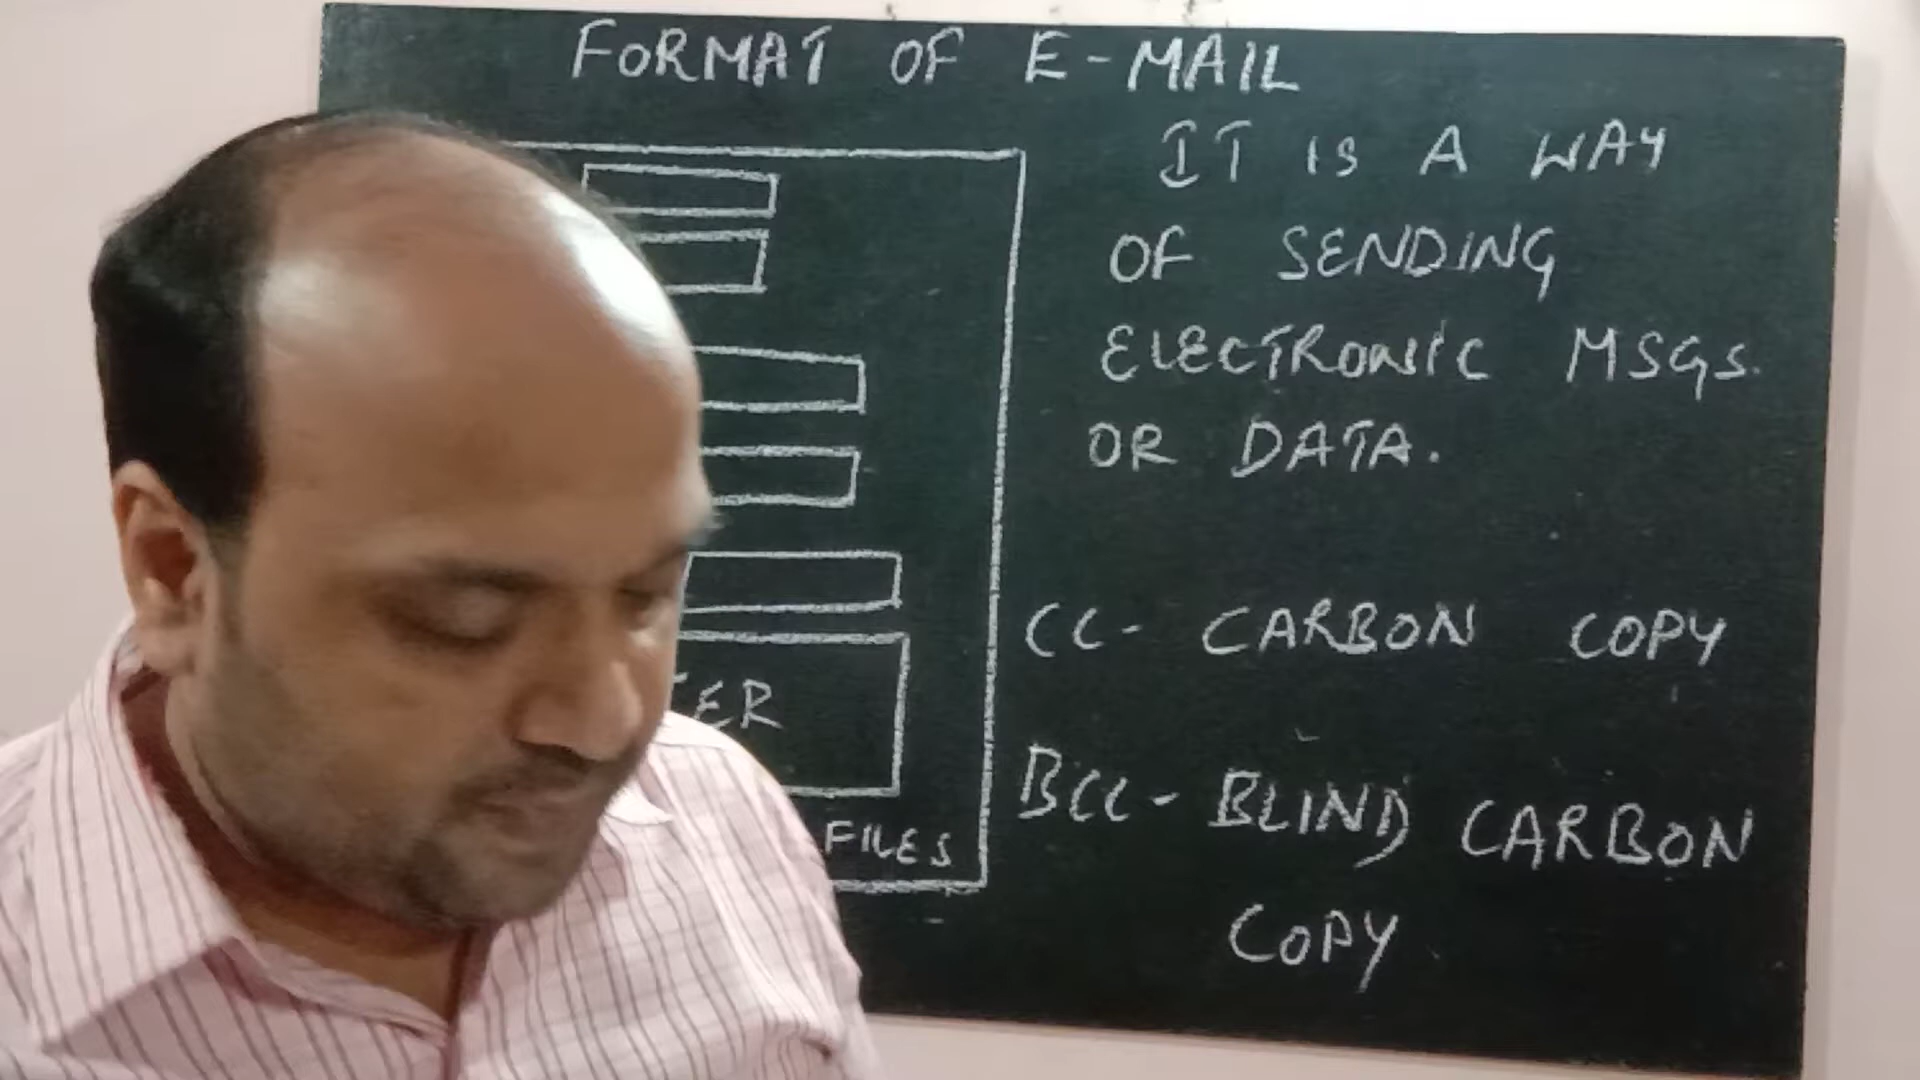 FORMAT OF E-MAIL
IT IS A WAY
OF SENDING
ELECTRONIC MSGS.
OR DATA.
CC- CARBON COPY
BCC- BLIND CARBON
COPY
FILES